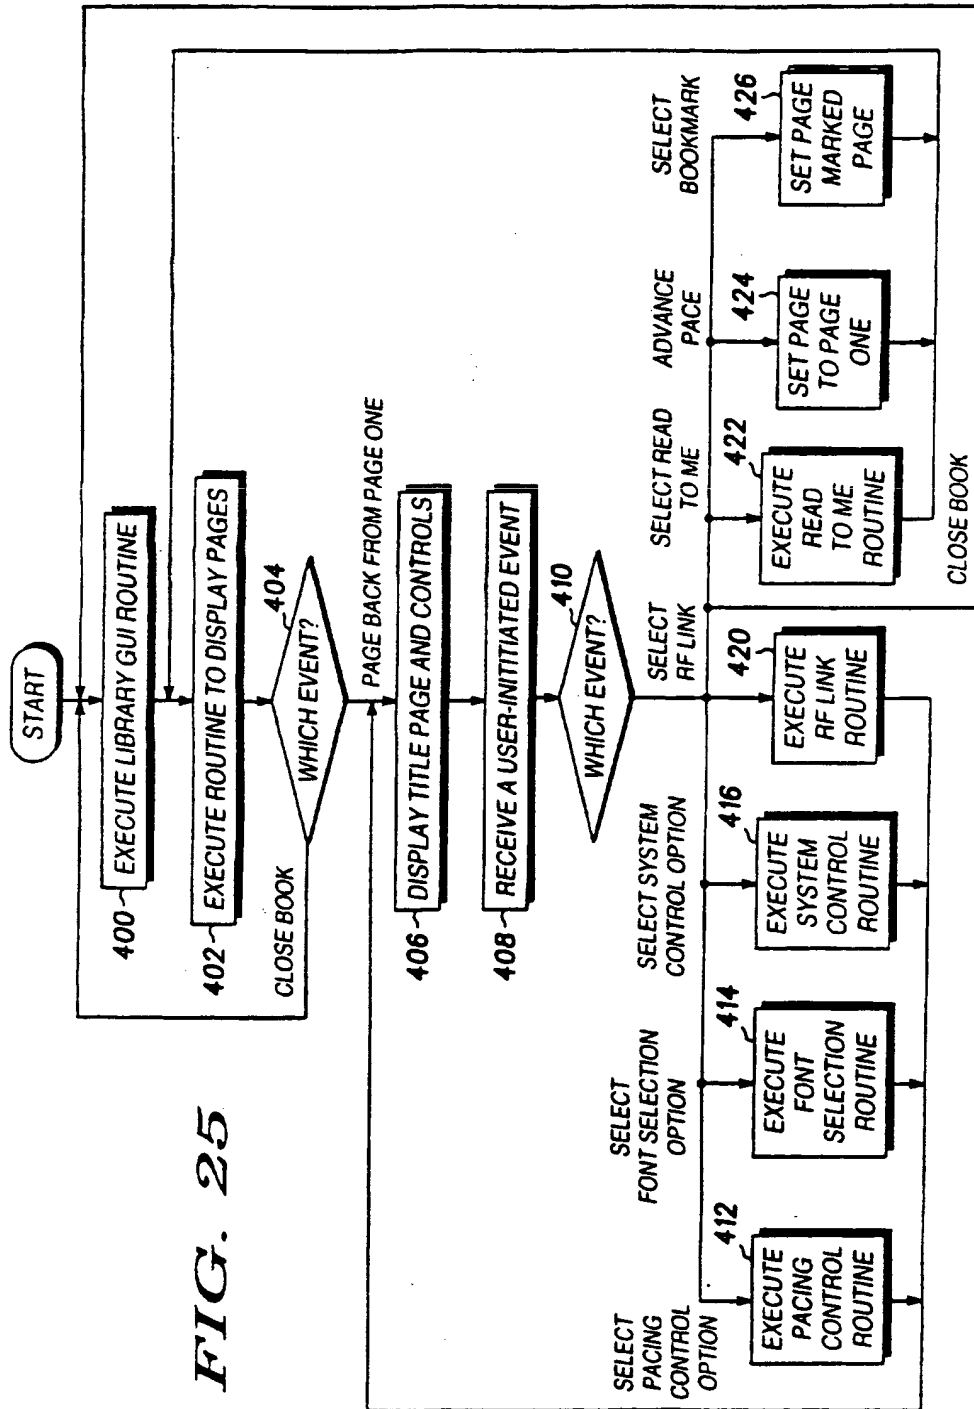 FIG. 25
START
400
EXECUTE LIBRARY GUI ROUTINE
402
EXECUTE ROUTINE TO DISPLAY PAGES
404
WHICH EVENT?
CLOSE BOOK
PAGE BACK FROM PAGE ONE
406
DISPLAY TITLE PAGE AND CONTROLS
408
RECEIVE A USER-INITITIATED EVENT
410
WHICH EVENT?
SELECT
PACING
CONTROL
OPTION
412
EXECUTE
PACING
CONTROL
ROUTINE
SELECT
FONT SELECTION
OPTION
414
EXECUTE
FONT
SELECTION
ROUTINE
SELECT SYSTEM
CONTROL OPTION
416
EXECUTE
SYSTEM
CONTROL
ROUTINE
SELECT
RF LINK
420
EXECUTE
RF LINK
ROUTINE
SELECT READ
TO ME
422
EXECUTE
READ
TO ME
ROUTINE
ADVANCE
PACE
424
SET PAGE
TO PAGE
ONE
SELECT
BOOKMARK
426
SET PAGE
MARKED
PAGE
CLOSE BOOK